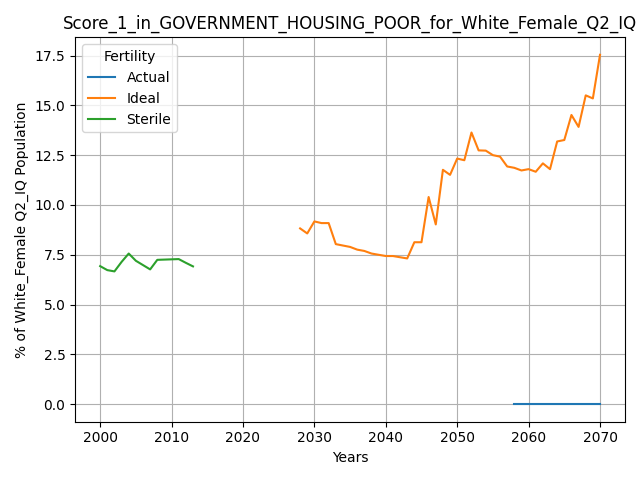 Score_1_in_GOVERNMENT_HOUSING_POOR_for_White_Female_Q2_IQ
Fertility
Actual
Ideal
Sterile
% of White_Female Q2_IQ Population
17.5
15.0
12.5
10.0
7.5
5.0
2.5
0.0
2000 2010 2020 2030 2040 2050 2060 2070
Years